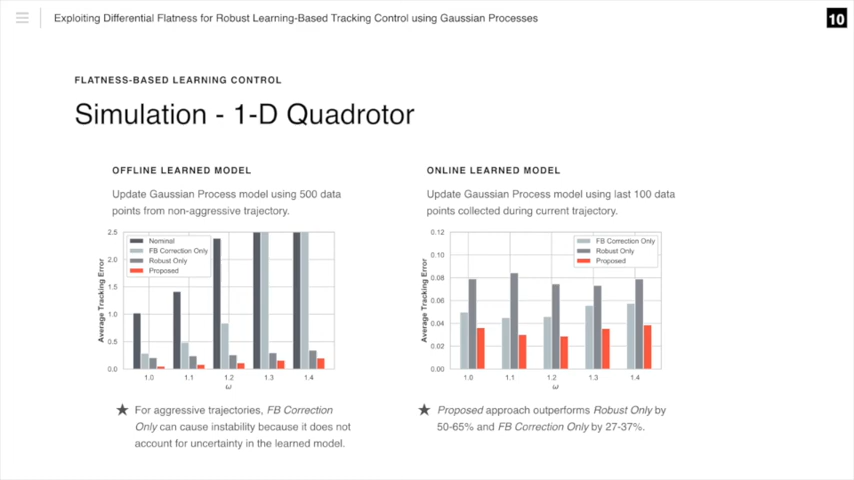 Exploiting Differential Flatness for Robust Learning-Based Tracking Control using Gaussian Processes
10
FLATNESS-BASED LEARNING CONTROL
Simulation - 1-D Quadrotor
OFFLINE LEARNED MODEL
Update Gaussian Process model using 500 data
points from non-aggressive trajectory.
2.5
2.0
1.5
1.0
0.5
0.0
Average Tracking Error
Nominal
FB Correction Only
Robust Only
Proposed
1.0 1.1 1.2 1.3 1.4
ω
★ For aggressive trajectories, FB Correction
Only can cause instability because it does not
account for uncertainty in the learned model.
ONLINE LEARNED MODEL
Update Gaussian Process model using last 100 data
points collected during current trajectory.
0.12
0.10
0.08
0.06
0.04
0.02
0.00
Average Tracking Error
FB Correction Only
Robust Only
Proposed
1.0 1.1 1.2 1.3 1.4
ω
★ Proposed approach outperforms Robust Only by
50-65% and FB Correction Only by 27-37%.